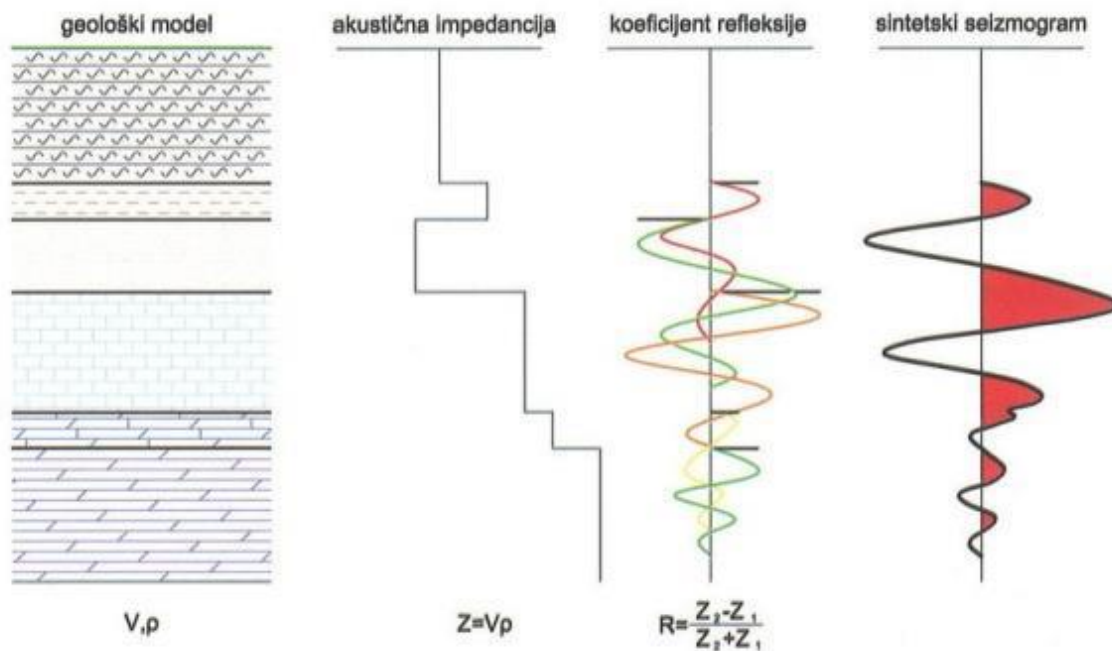 geološki model
akustična impedancija
koeficijent refleksije
sintetski seizmogram
V,ρ
Z=Vρ
R=Z₂-Z₁/Z₂+Z₁